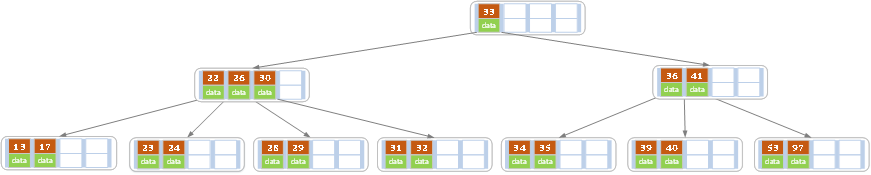 33
data
22 26 30
data data data
36 41
data data
13 17
data data
23 24
data data
28 29
data data
31 32
data data
34 35
data data
39 40
data data
53 97
data data